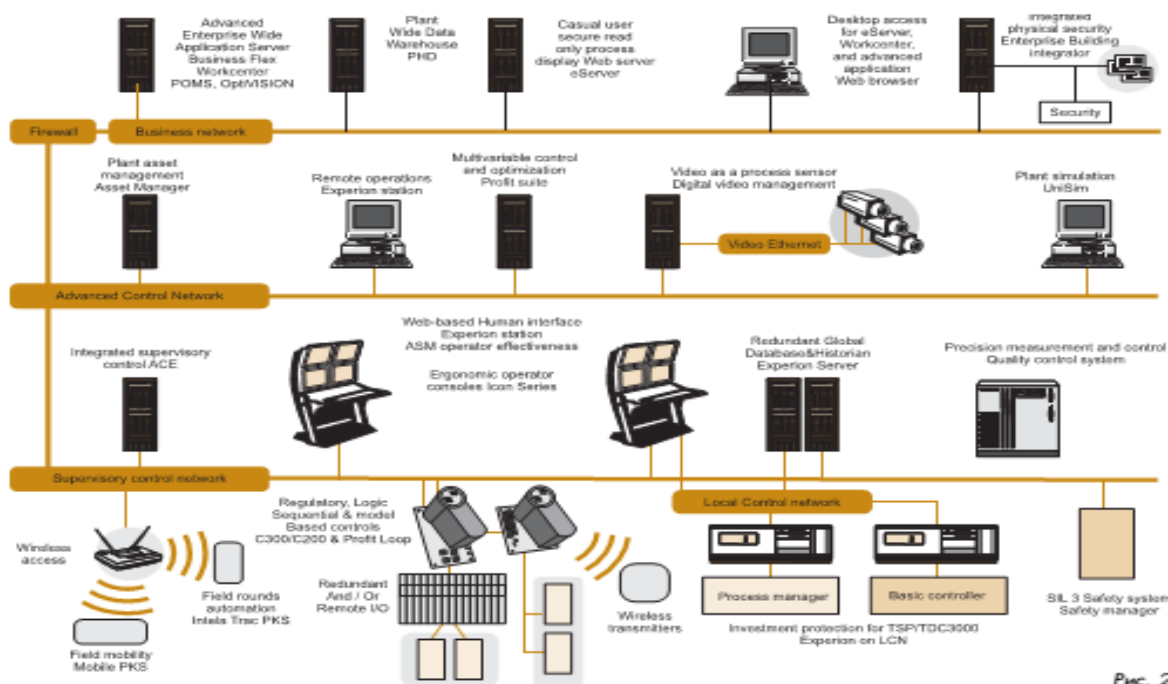 Advanced
Enterprise Wide
Application Server
Business Flex
Workcenter
POMS, OptiVISION
Plant
Wide Data
Warehouse
PHD
Casual user
secure read
only process
display Web server
eServer
Desktop access
for eServer,
Workcenter,
and advanced
application
Web browser
Integrated
physical security
Enterprise Building
integrator
Security
Firewall
Business network
Plant asset
management
Asset Manager
Remote operations
Experion station
Multivariable control
and optimization
Profit suite
Video as a process sensor
Digital video management
Video Ethernet
Plant simulation
UniSim
Advanced Control Network
Integrated supervisory
control ACE
Web-based Human interface
Experion station
ASM operator effectiveness
Ergonomic operator
consoles Icon Series
Redundant Global
Database&Historian
Experion Server
Precision measurement and control
Quality control system
Supervisory control network
Local Control network
Wireless
access
Field rounds
automation
Intela Trac PKS
Field mobility
Mobile PKS
Regulatory, Logic
Sequential & model
Based controls
C300/C200 & Profit Loop
Redundant
And / Or
Remote I/O
Wireless
transmitters
Process manager
Basic controller
Investment protection for TSP/TDC3000
Experion on LCN
SIL 3 Safety system
Safety manager
Рис. 2